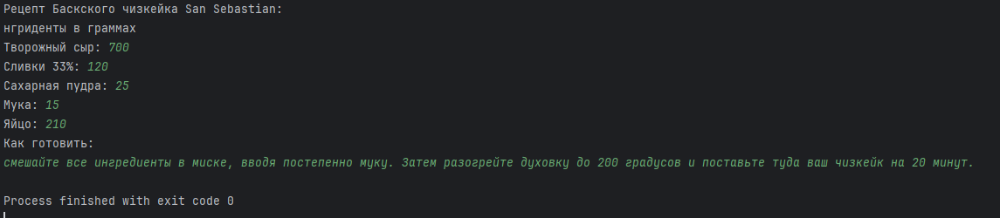 Рецепт Баскского чизкейка San Sebastian:
нгриденты в граммах
Творожный сыр: 700
Сливки 33%: 120
Сахарная пудра: 25
Мука: 15
Яйцо: 210
Как готовить:
смешайте все ингредиенты в миске, вводя постепенно муку. Затем разогрейте духовку до 200 градусов и поставьте туда ваш чизкейк на 20 минут.
Process finished with exit code 0